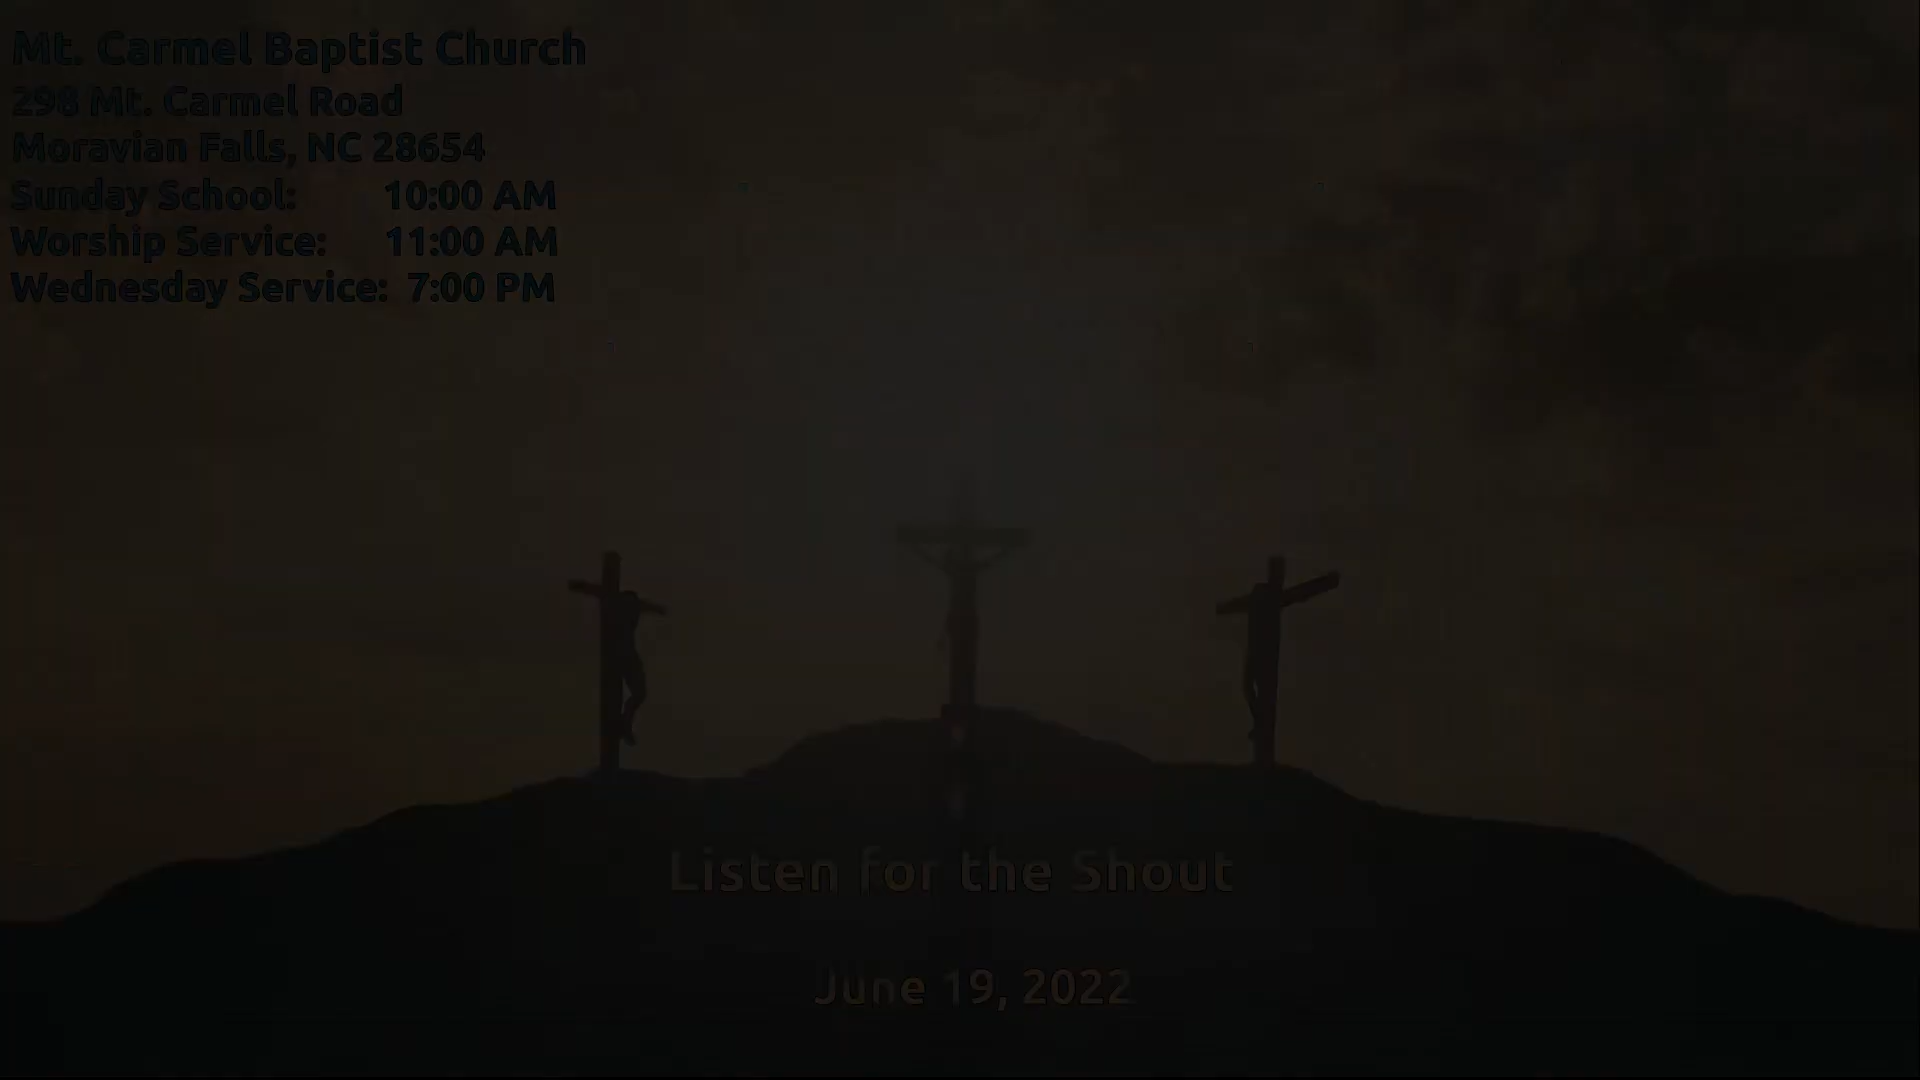 Mt. Carmel Baptist Church
298 Mt. Carmel Road
Moravian Falls, NC 28654
Sunday School: 10:00 AM
Worship Service: 11:00 AM
Wednesday Service: 7:00 PM
Listen for the Shout
June 19, 2022